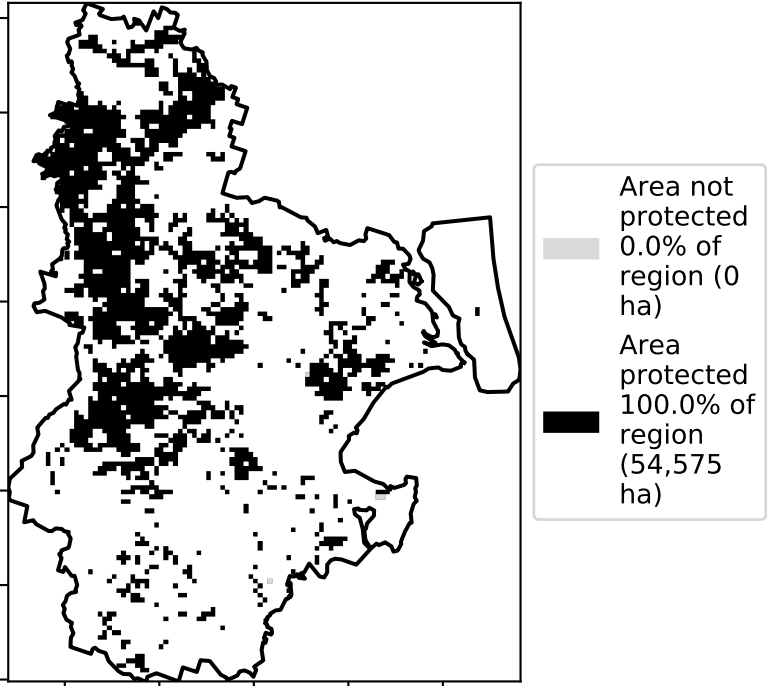 Area not
protected
0.0% of
region (0
ha)
Area
protected
100.0% of
region
(54,575
ha)